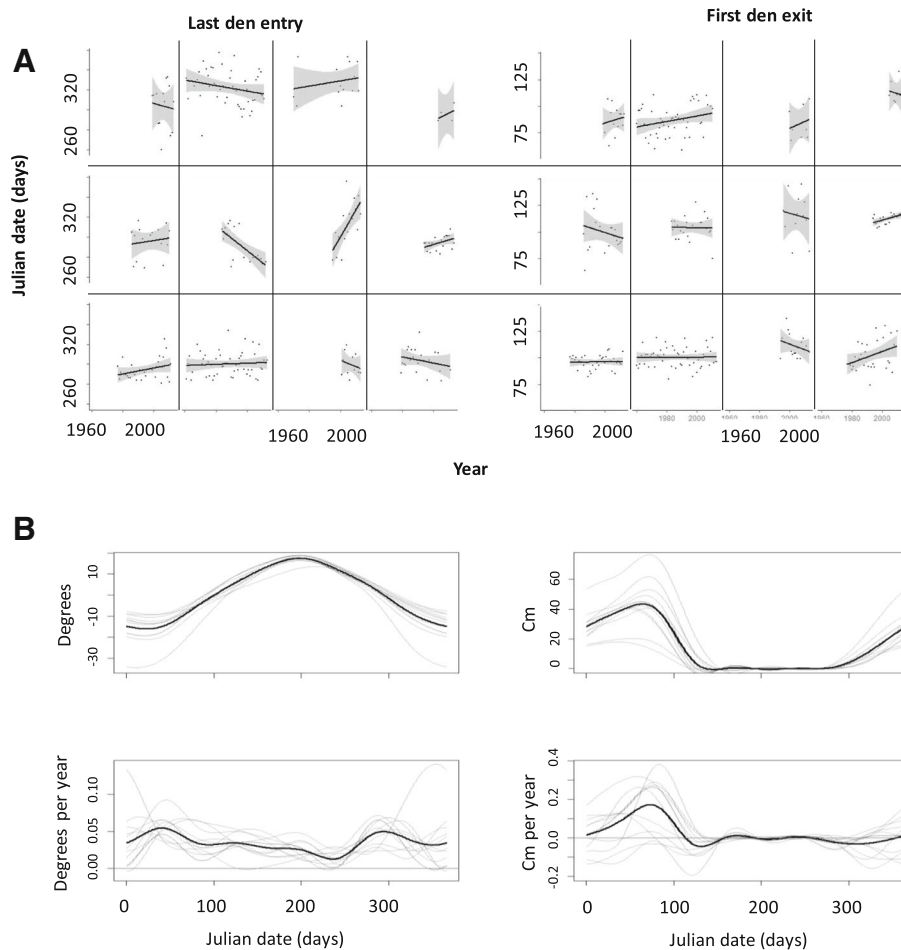 Last den entry
First den exit
A
Julian date (days)
320
260
125
75
320
260
125
75
320
260
125
75
1960 2000
1960 2000
1960 2000
1960 2000
1980 2000
1960 1980 2000
1960 1980 2000
Year
B
Degrees
10
-10
-30
Cm
60
40
20
0
Degrees per year
0.10
0.05
0.00
Cm per year
0.4
0.2
0.0
-0.2
0 100 200 300
0 100 200 300
Julian date (days)
Julian date (days)